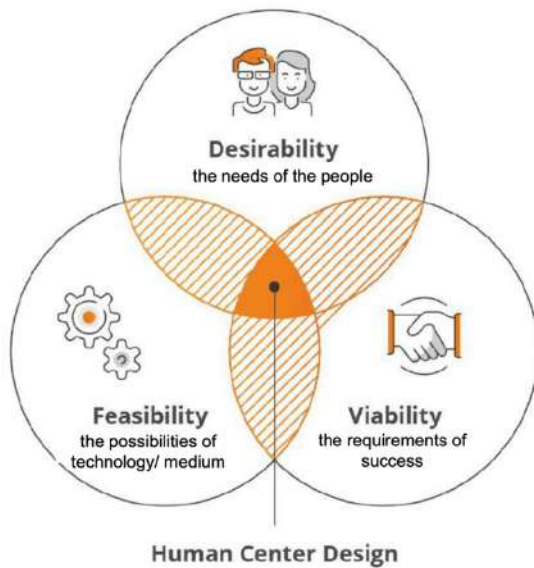 Desirability
the needs of the people
Feasibility
the possibilities of
technology/ medium
Viability
the requirements of
success
Human Center Design